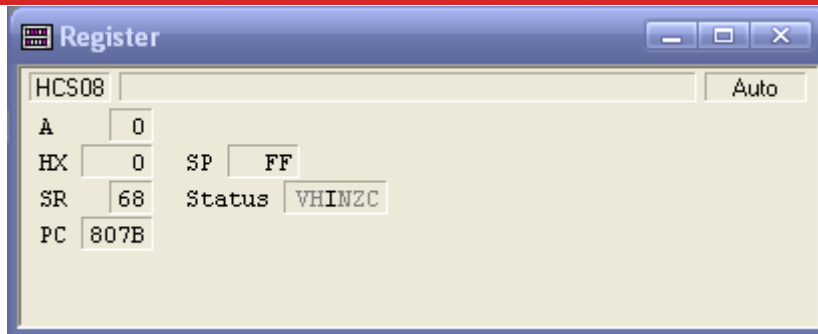 Register
HCS08 Auto
A 0
HX 0 SP FF
SR 68 Status VHINZC
PC 807B